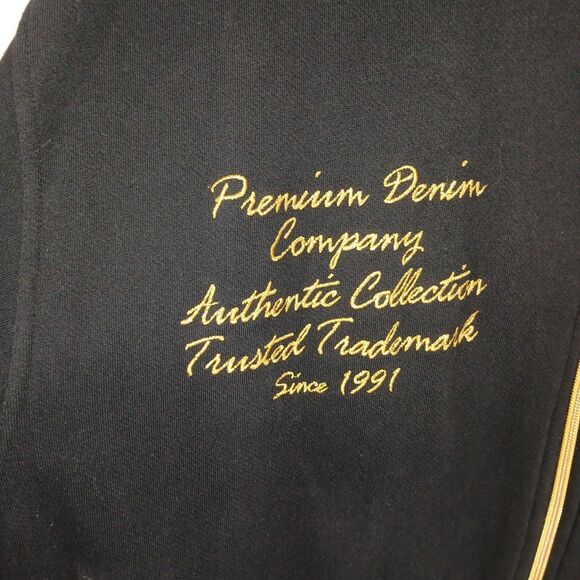 Premium Denim
Company
Authentic Collection
Trusted Trademark
Since 1991